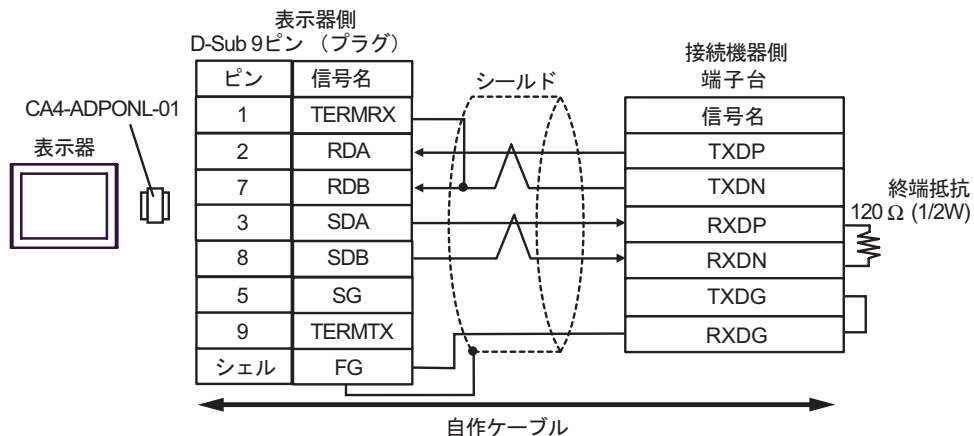 表示器側
D-Sub 9ピン （プラグ）
接続機器側
端子台
CA4-ADPONL-01
表示器
ピン 信号名
1 TERMRX
2 RDA
7 RDB
3 SDA
8 SDB
5 SG
9 TERMTX
シェル FG
シールド
信号名
TXDP
TXDN
RXDP
RXDN
TXDG
RXDG
終端抵抗
120 Ω (1/2W)
自作ケーブル